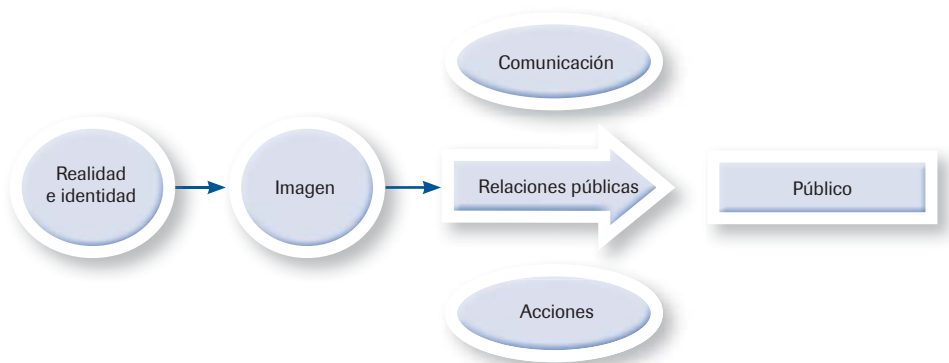 Comunicación
Realidad
e identidad
Imagen
Relaciones públicas
Público
Acciones